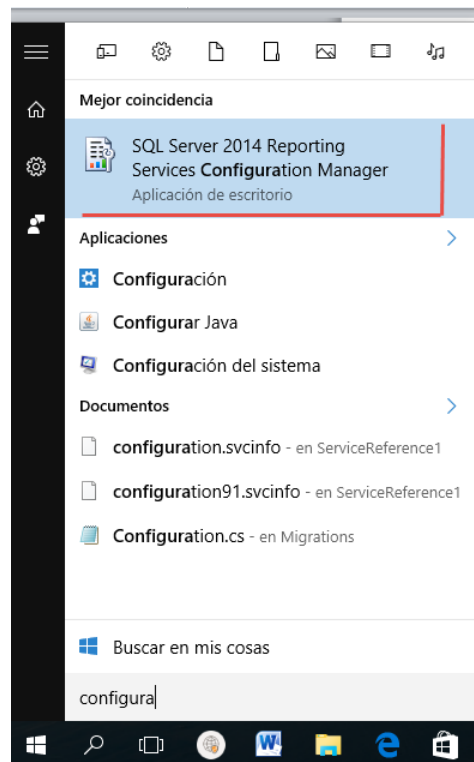 Mejor coincidencia
SQL Server 2014 Reporting
Services Configuration Manager
Aplicación de escritorio
Aplicaciones
Configuración
Configurar Java
Configuración del sistema
Documentos
configuration.svcinfo - en ServiceReference1
configuration91.svcinfo - en ServiceReference1
Configuration.cs - en Migrations
Buscar en mis cosas
configura